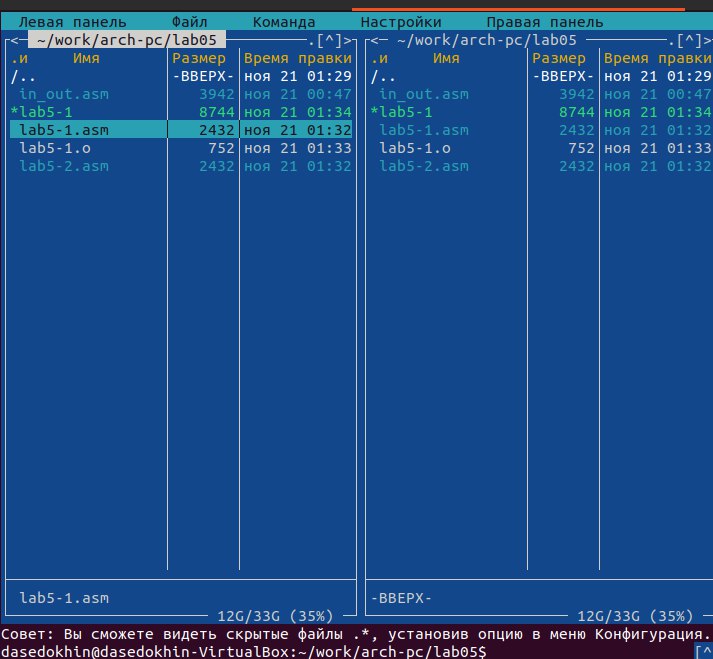 Левая панель Файл Команда Настройки Правая панель
<─ ~/work/arch-pc/lab05 ─.[^]> <─ ~/work/arch-pc/lab05 ─.[^]>
.и Имя Размер Время правки .и Имя Размер Время правки
/.. -ВВЕРХ- ноя 21 01:29 /.. -ВВЕРХ- ноя 21 01:29
in_out.asm 3942 ноя 21 00:47 in_out.asm 3942 ноя 21 00:47
*lab5-1 8744 ноя 21 01:34 *lab5-1 8744 ноя 21 01:34
lab5-1.asm 2432 ноя 21 01:32 lab5-1.asm 2432 ноя 21 01:32
lab5-1.o 752 ноя 21 01:33 lab5-1.o 752 ноя 21 01:33
lab5-2.asm 2432 ноя 21 01:32 lab5-2.asm 2432 ноя 21 01:32
lab5-1.asm -ВВЕРХ-
12G/33G (35%) 12G/33G (35%)
Совет: Вы сможете видеть скрытые файлы .*, установив опцию в меню Конфигурация.
dasedokhin@dasedokhin-VirtualBox:~/work/arch-pc/lab05$ [^